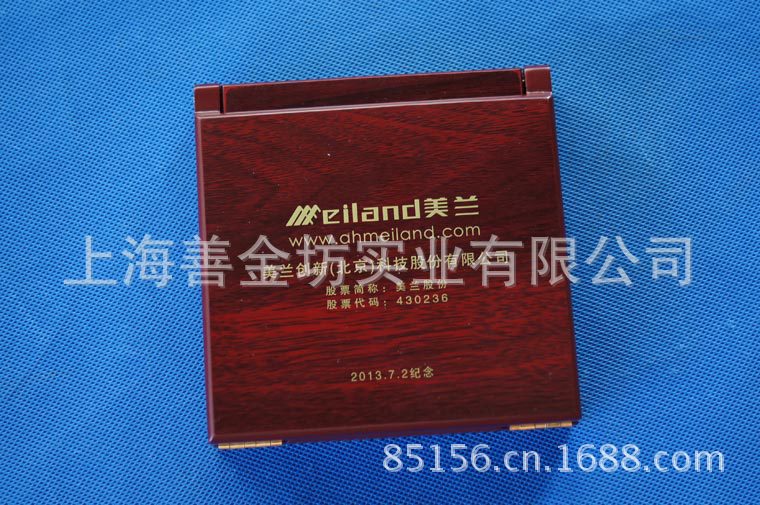 Meiland美兰
www.ahmeiland.com
上海善金坊实业有限公司
美兰创新(北京)科技股份有限公司
股票简称：美兰股份
股票代码：430236
2013.7.2纪念
85156.cn.1688.com